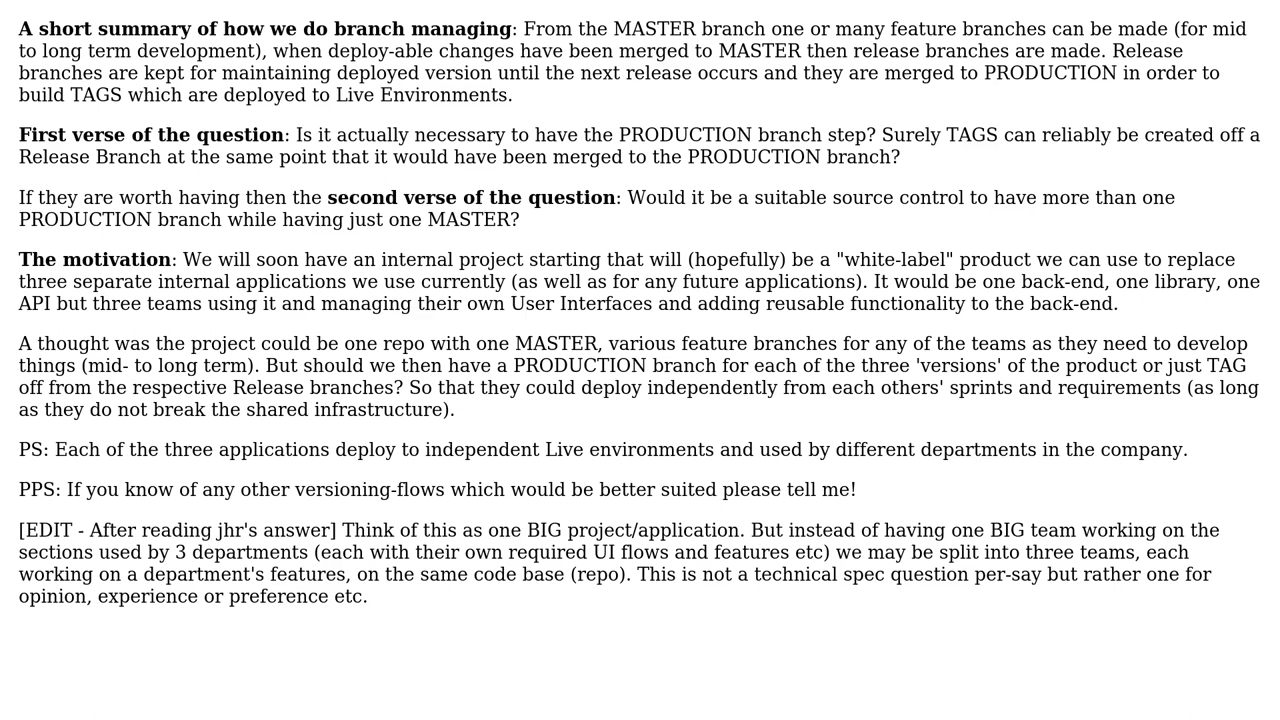 A short summary of how we do branch managing: From the MASTER branch one or many feature branches can be made (for mid
to long term development), when deploy-able changes have been merged to MASTER then release branches are made. Release
branches are kept for maintaining deployed version until the next release occurs and they are merged to PRODUCTION in order to
build TAGS which are deployed to Live Environments.
First verse of the question: Is it actually necessary to have the PRODUCTION branch step? Surely TAGS can reliably be created off a
Release Branch at the same point that it would have been merged to the PRODUCTION branch?
If they are worth having then the second verse of the question: Would it be a suitable source control to have more than one
PRODUCTION branch while having just one MASTER?
The motivation: We will soon have an internal project starting that will (hopefully) be a "white-label" product we can use to replace
three separate internal applications we use currently (as well as for any future applications). It would be one back-end, one library, one
API but three teams using it and managing their own User Interfaces and adding reusable functionality to the back-end.
A thought was the project could be one repo with one MASTER, various feature branches for any of the teams as they need to develop
things (mid- to long term). But should we then have a PRODUCTION branch for each of the three 'versions' of the product or just TAG
off from the respective Release branches? So that they could deploy independently from each others' sprints and requirements (as long
as they do not break the shared infrastructure).
PS: Each of the three applications deploy to independent Live environments and used by different departments in the company.
PPS: If you know of any other versioning-flows which would be better suited please tell me!
[EDIT - After reading jhr's answer] Think of this as one BIG project/application. But instead of having one BIG team working on the
sections used by 3 departments (each with their own required UI flows and features etc) we may be split into three teams, each
working on a department's features, on the same code base (repo). This is not a technical spec question per-say but rather one for
opinion, experience or preference etc.